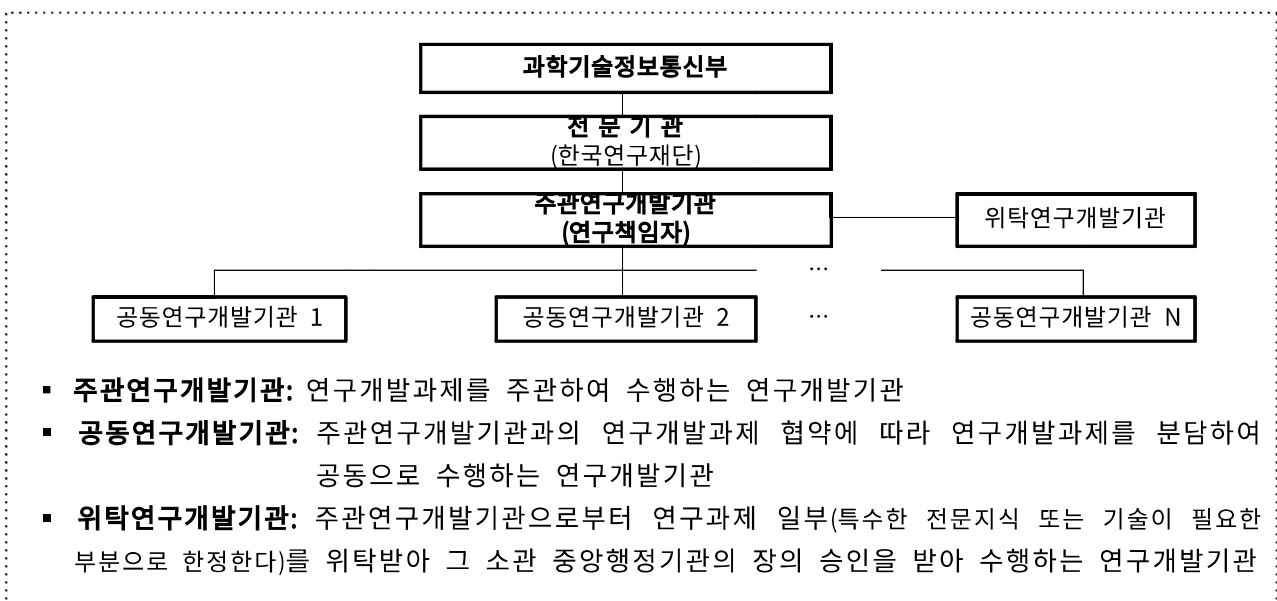 과학기술정보통신부
전 문 기 관
(한국연구재단)
주관연구개발기관
(연구책임자)
위탁연구개발기관
…
공동연구개발기관 1
공동연구개발기관 2
…
공동연구개발기관 N
▪ 주관연구개발기관: 연구개발과제를 주관하여 수행하는 연구개발기관
▪ 공동연구개발기관: 주관연구개발기관과의 연구개발과제 협약에 따라 연구개발과제를 분담하여
공동으로 수행하는 연구개발기관
▪ 위탁연구개발기관: 주관연구개발기관으로부터 연구과제 일부(특수한 전문지식 또는 기술이 필요한
부분으로 한정한다)를 위탁받아 그 소관 중앙행정기관의 장의 승인을 받아 수행하는 연구개발기관